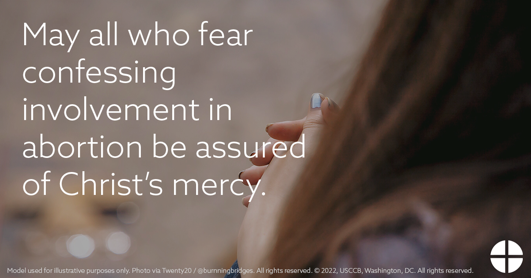 May all who fear
confessing
involvement in
abortion be assured
of Christ's mercy.
Model used for illustrative purposes only. Photo via Twenty20 / @bumningbridges. All rights reserved. © 2022, USCCB, Washington, DC. All rights reserved.